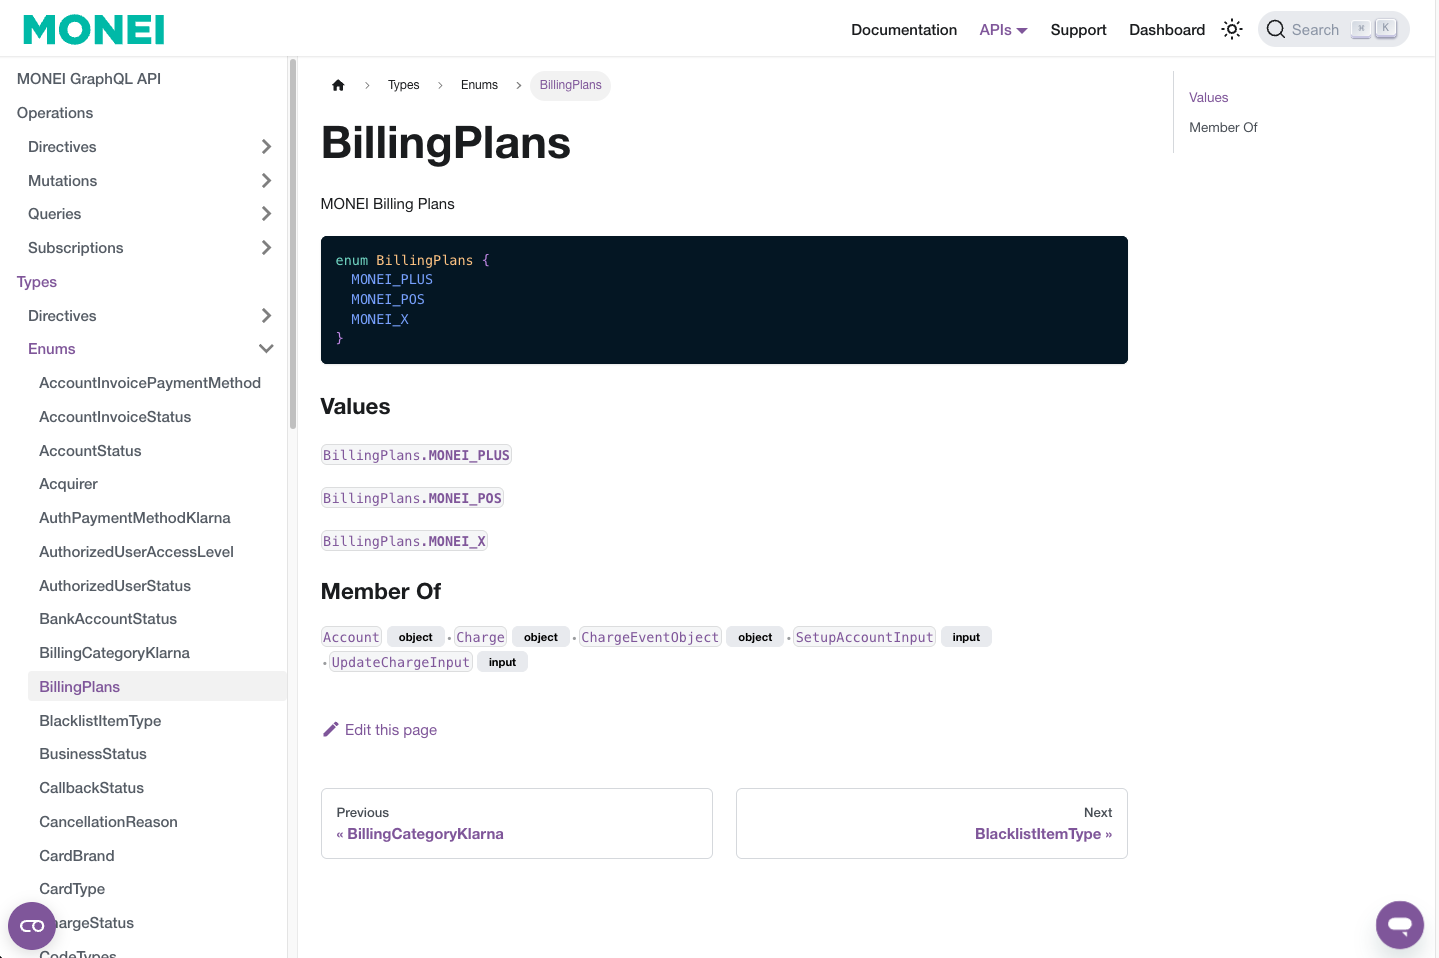 MONEI
Documentation APIs Support Dashboard Search ⌘ K
MONEI GraphQL API
Operations
Directives
Mutations
Queries
Subscriptions
Types
Directives
Enums
AccountInvoicePaymentMethod
AccountInvoiceStatus
AccountStatus
Acquirer
AuthPaymentMethodKlarna
AuthorizedUserAccessLevel
AuthorizedUserStatus
BankAccountStatus
BillingCategoryKlarna
BillingPlans
BlacklistItemType
BusinessStatus
CallbackStatus
CancellationReason
CardBrand
CardType
hargeStatus
CodeTypes
Types Enums BillingPlans
BillingPlans
MONEI Billing Plans
enum BillingPlans {
MONEI_PLUS
MONEI_POS
MONEI_X
}
Values
BillingPlans.MONEI_PLUS
BillingPlans.MONEI_POS
BillingPlans.MONEI_X
Member Of
Account object • Charge object • ChargeEventObject object • SetupAccountInput input
• UpdateChargeInput input
Edit this page
Previous
« BillingCategoryKlarna
Next
BlacklistItemType »
Values
Member Of